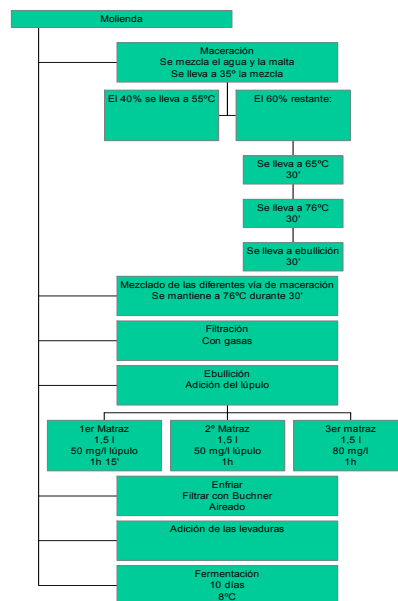 Molienda
Maceración
Se mezcla el agua y la malta
Se lleva a 35º la mezcla
El 40% se lleva a 55ºC
El 60% restante:
Se lleva a 65ºC
30'
Se lleva a 76ºC
30'
Se lleva a ebullición
30'
Mezclado de las diferentes vía de maceración
Se mantiene a 76ºC durante 30'
Filtración
Con gasas
Ebullición
Adición del lúpulo
1er Matraz
1,5 l
50 mg/l lúpulo
1h 15'
2º Matraz
1,5 l
50 mg/l lúpulo
1h
3er matraz
1,5 l
80 mg/l
1h
Enfriar
Filtrar con Buchner
Aireado
Adición de las levaduras
Fermentación
10 días
8ºC